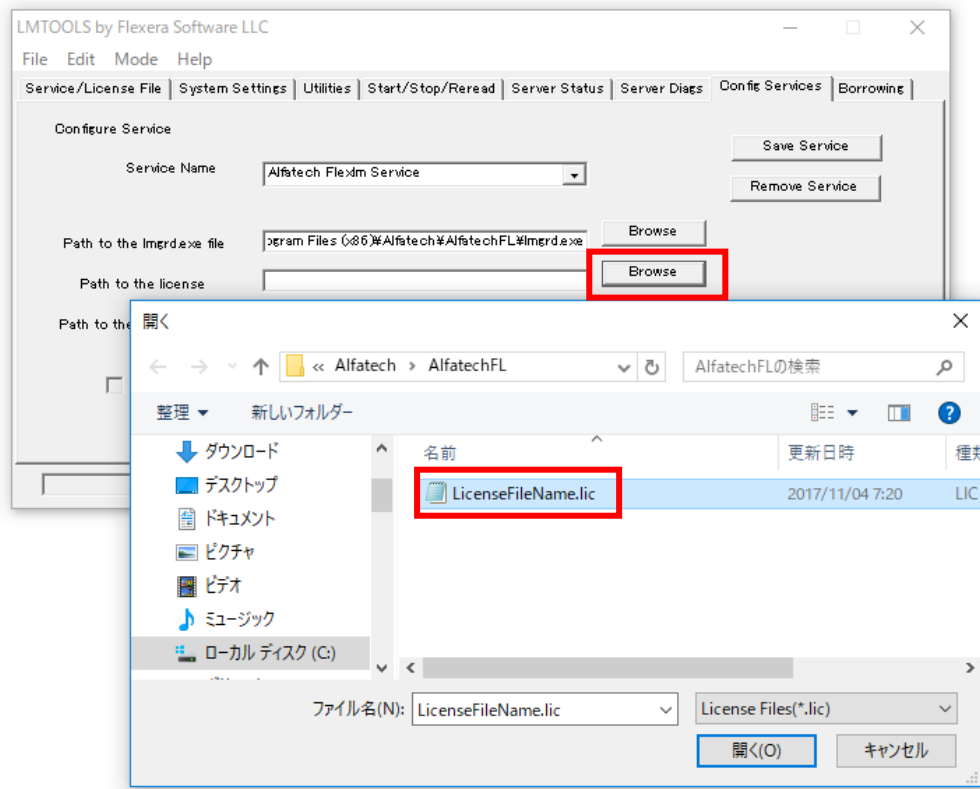 LMTOOLS by Flexera Software LLC
File Edit Mode Help
Service/License File System Settings Utilities Start/Stop/Reread Server Status Server Diags Config Services Borrowing
Configure Service
Save Service
Service Name Alfatech Flexlm Service
Remove Service
Path to the lmgrd.exe file ogram Files (x86)¥Alfatech¥AlfatechFL¥lmgrd.exe Browse
Path to the license Browse
Path to the
開く
« Alfatech › AlfatechFL AlfatechFLの検索
整理 新しいフォルダー
ダウンロード
名前 更新日時 種類
デスクトップ
LicenseFileName.lic 2017/11/04 7:20 LIC
ドキュメント
ピクチャ
ビデオ
ミュージック
ローカル ディスク (C:)
ファイル名(N): LicenseFileName.lic License Files(*.lic)
開く(O) キャンセル